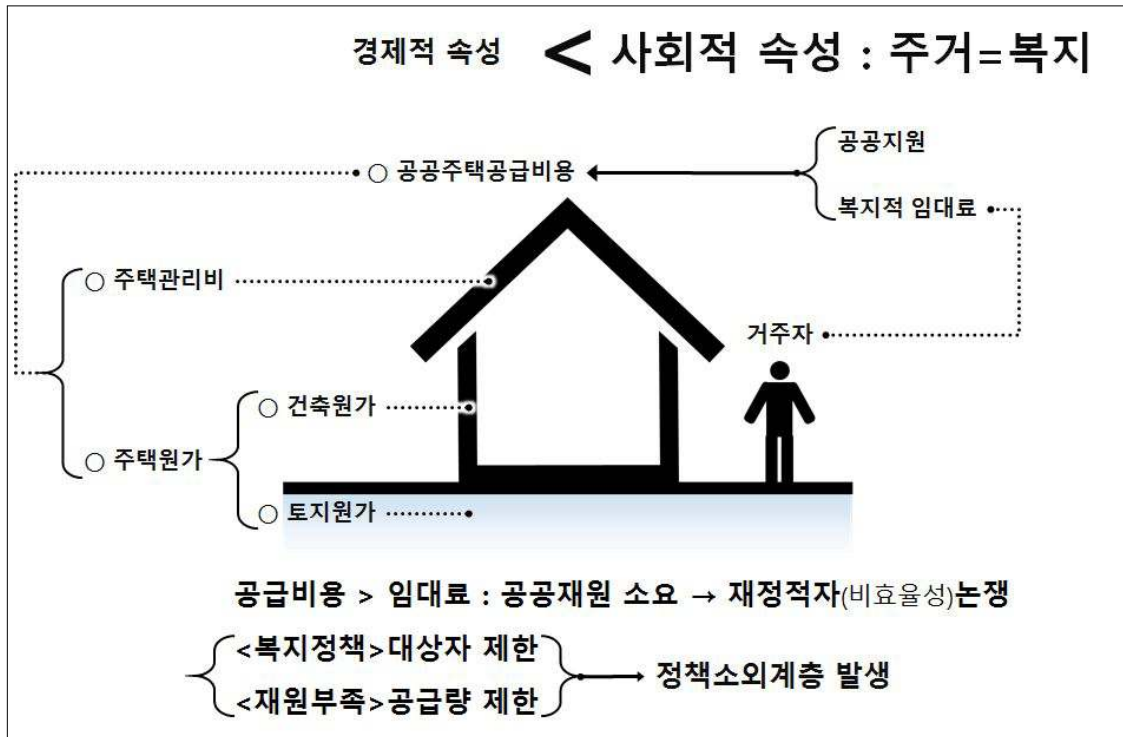 경제적 속성 < 사회적 속성 : 주거=복지
공공지원
○ 공공주택공급비용
복지적 임대료
○ 주택관리비
거주자
○ 건축원가
○ 주택원가
○ 토지원가
공급비용 > 임대료 : 공공재원 소요 → 재정적자(비효율성)논쟁
<복지정책>대상자 제한
정책소외계층 발생
<재원부족>공급량 제한